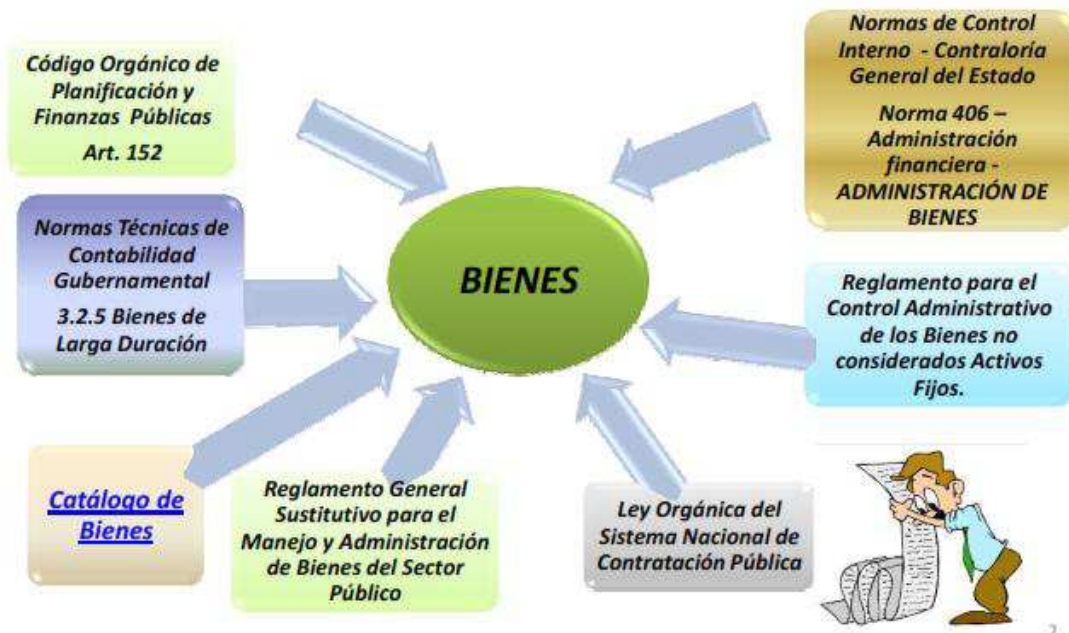 Código Orgánico de
Planificación y
Finanzas Públicas
Art. 152
Normas de Control
Interno - Contraloría
General del Estado
Norma 406 –
Administración
financiera -
ADMINISTRACIÓN DE
BIENES
Normas Técnicas de
Contabilidad
Gubernamental
3.2.5 Bienes de
Larga Duración
BIENES
Reglamento para el
Control Administrativo
de los Bienes no
considerados Activos
Fijos.
Catálogo de
Bienes
Reglamento General
Sustitutivo para el
Manejo y Administración
de Bienes del Sector
Público
Ley Orgánica del
Sistema Nacional de
Contratación Pública